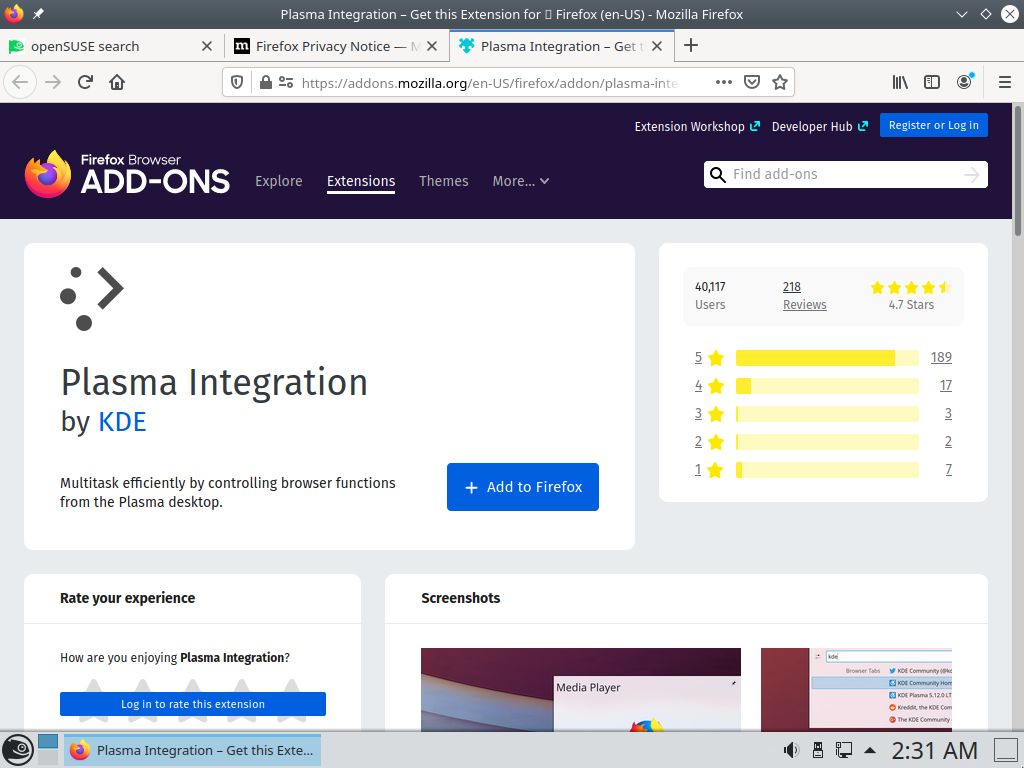 Plasma Integration – Get this Extension for 🦊 Firefox (en-US) - Mozilla Firefox
openSUSE search
Firefox Privacy Notice —
Plasma Integration – Get
https://addons.mozilla.org/en-US/firefox/addon/plasma-inte
Extension Workshop
Developer Hub
Register or Log in
Firefox Browser
ADD-ONS
Explore
Extensions
Themes
More...
Find add-ons
Plasma Integration
by KDE
Multitask efficiently by controlling browser functions
from the Plasma desktop.
+ Add to Firefox
40,117
Users
218
Reviews
4.7 Stars
5 189
4 17
3 3
2 2
1 7
Rate your experience
How are you enjoying Plasma Integration?
Log in to rate this extension
Screenshots
Media Player
kde
Browser Tabs
KDE Community (@kd
KDE Community Hom
KDE Plasma 5.12.0 LT
Kreddit, the KDE Com
The KDE Community
Plasma Integration – Get this Exte...
2:31 AM